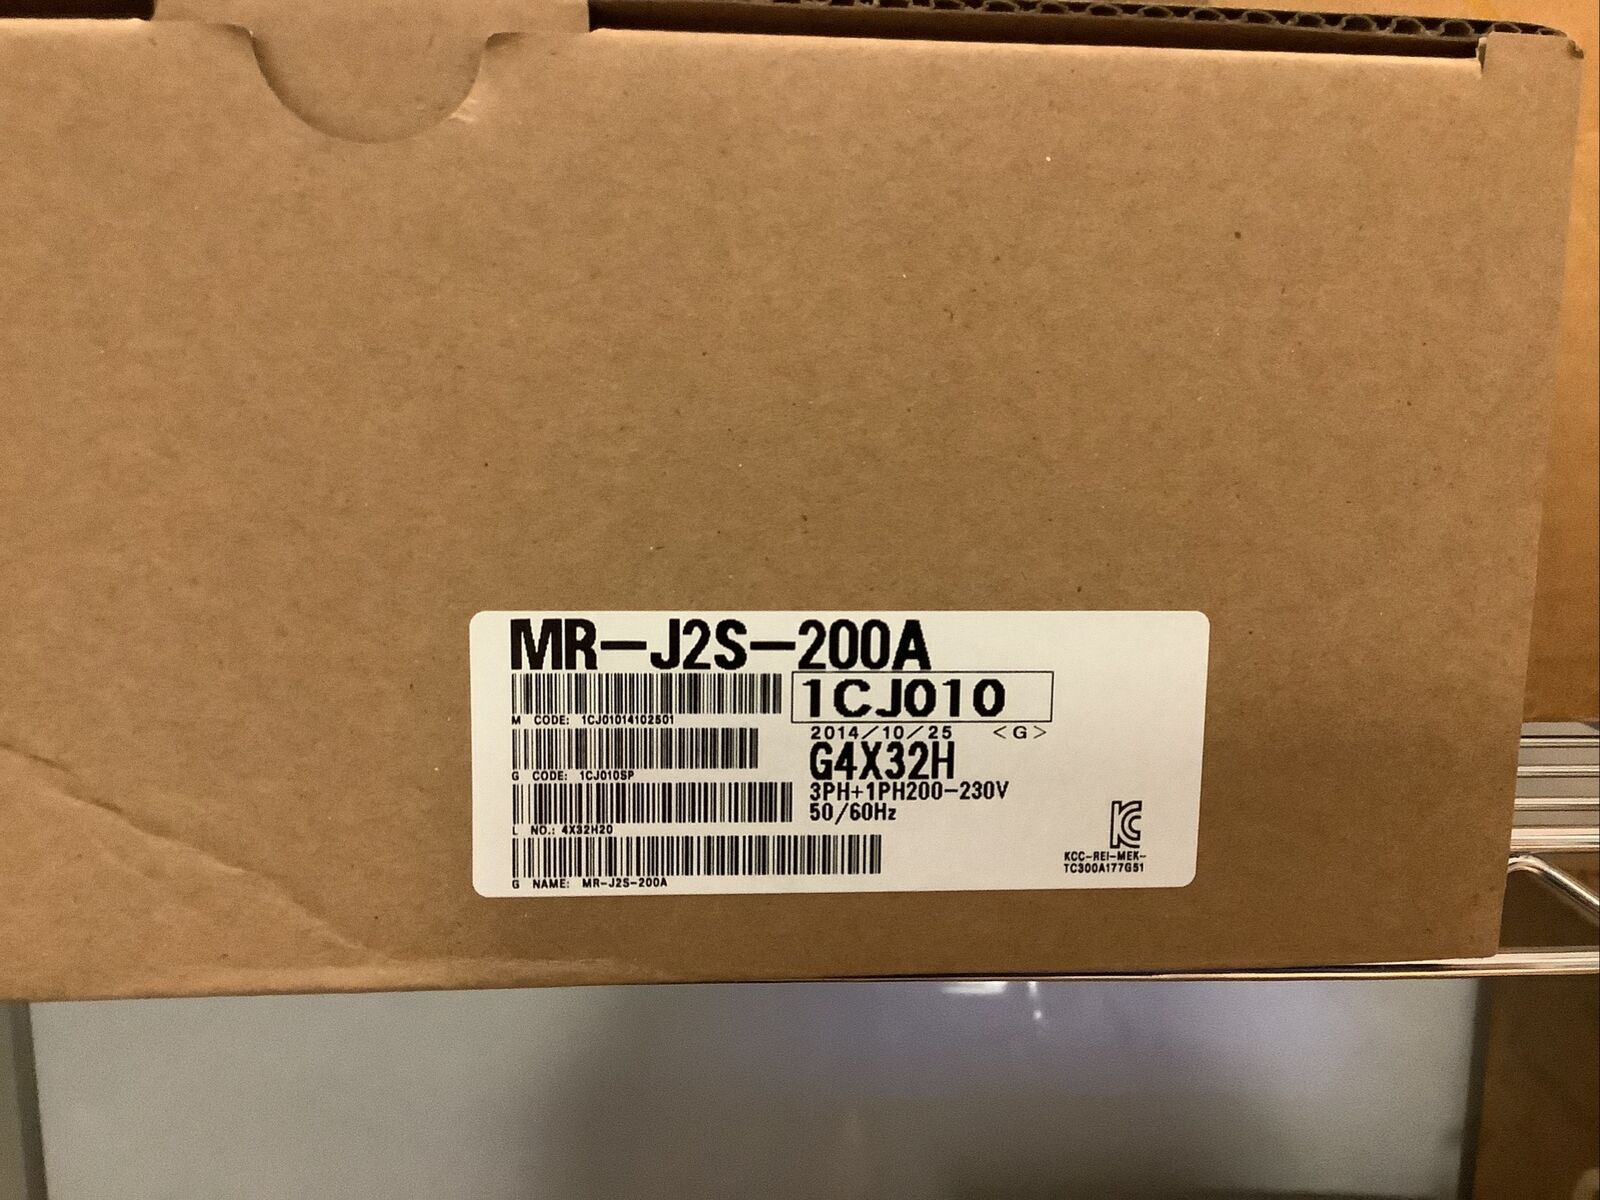 MR-J2S-200A
1CJ010
M CODE: 1CJ01014102501
2014/10/25 <G>
G4X32H
G CODE: 1CJ010SP
3PH+1PH200-230V
50/60Hz
L NO.: 4X32H20
KC
KCC-REI-MEK-
TC300A177G51
G NAME: MR-J2S-200A